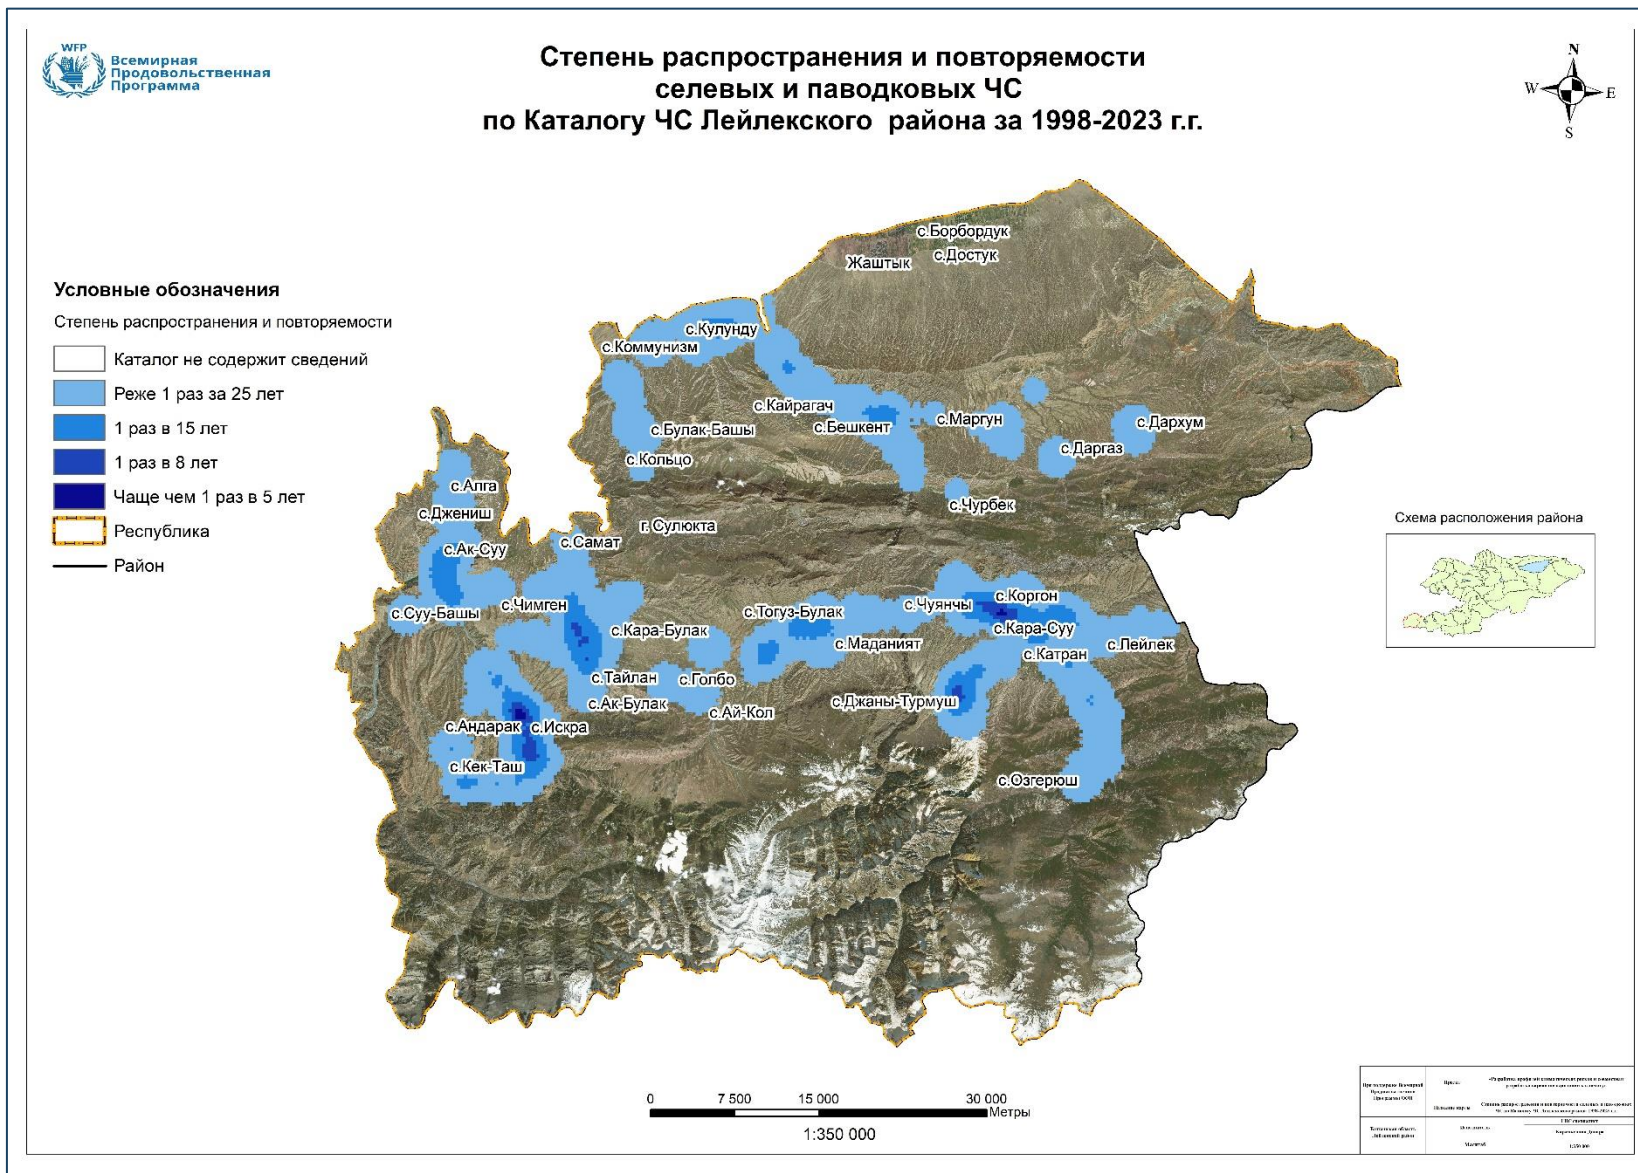 WFP
Всемирная
Продовольственная
Программа
Степень распространения и повторяемости
селевых и паводковых ЧС
по Каталогу ЧС Лейлекского района за 1998-2023 г.г.
N
W
E
S
Условные обозначения
Степень распространения и повторяемости
Каталог не содержит сведений
Реже 1 раз за 25 лет
1 раз в 15 лет
1 раз в 8 лет
Чаще чем 1 раз в 5 лет
Республика
Район
с.Борбордук
с.Достук
Жаштык
с.Кулунду
с.Коммунизм
с.Кайрагач
с.Бешкент
с.Маргун
с.Дархум
с.Булак-Башы
с.Даргаз
с.Кольцо
с.Алга
с.Чурбек
с.Джениш
г. Сулюкта
с.Самат
с.Ак-Суу
с.Суу-Башы
с.Чимген
с.Тогуз-Булак
с.Чуянчы
с.Коргон
с.Кара-Булак
с.Кара-Суу
с.Маданият
с.Лейлек
с.Катран
с.Тайлан
с.Голбо
с.Ак-Булак
с.Ай-Кол
с.Джаны-Турмуш
с.Андарак
с.Искра
с.Кек-Таш
с.Озгерюш
Схема расположения района
0
7 500
15 000
30 000
Метры
1:350 000
Масштаб
1:350 000